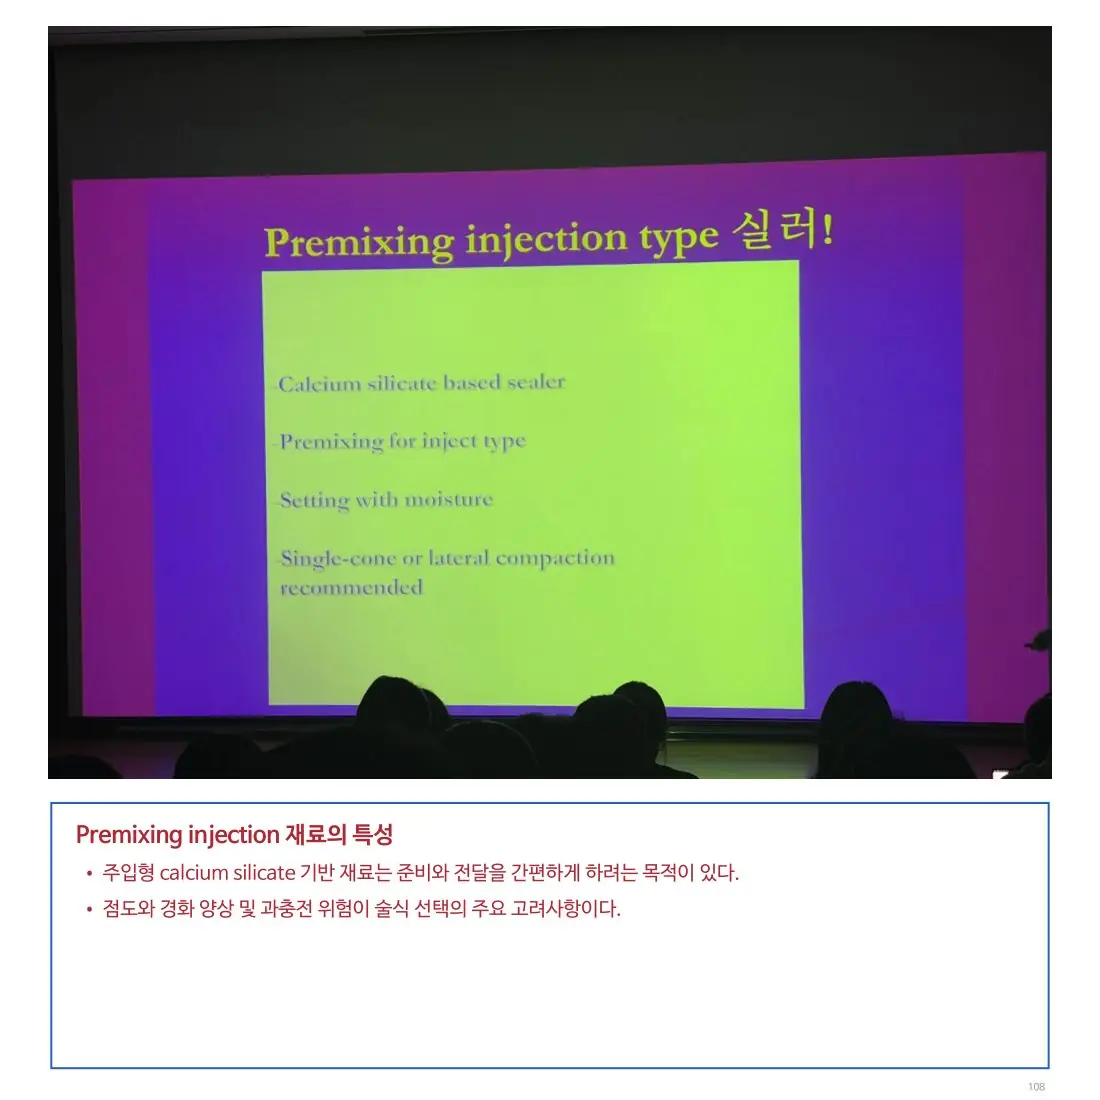 Premixing injection type 실러!
-Calcium silicate based sealer
-Premixing for inject type
-Setting with moisture
-Single-cone or lateral compaction
recommended
Premixing injection 재료의 특성
• 주입형 calcium silicate 기반 재료는 준비와 전달을 간편하게 하려는 목적이 있다.
• 점도와 경화 양상 및 과충전 위험이 술식 선택의 주요 고려사항이다.
108